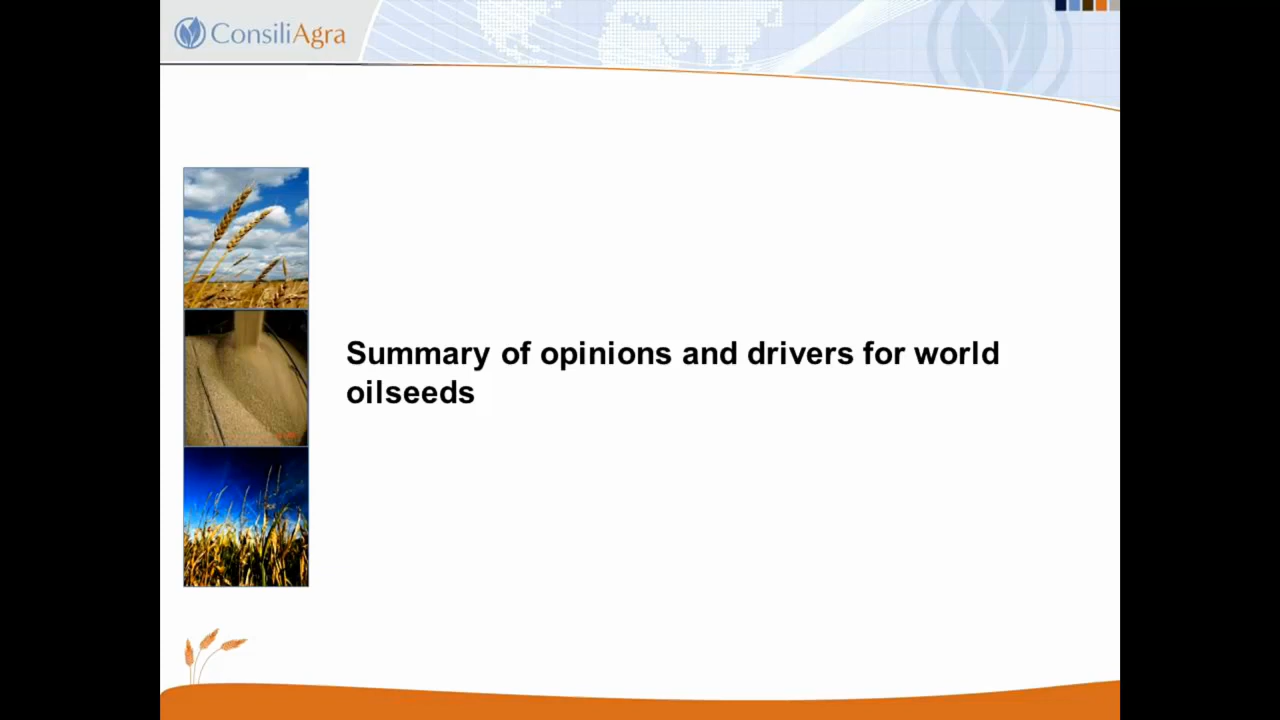 ConsiliAgra
Summary of opinions and drivers for world
oilseeds